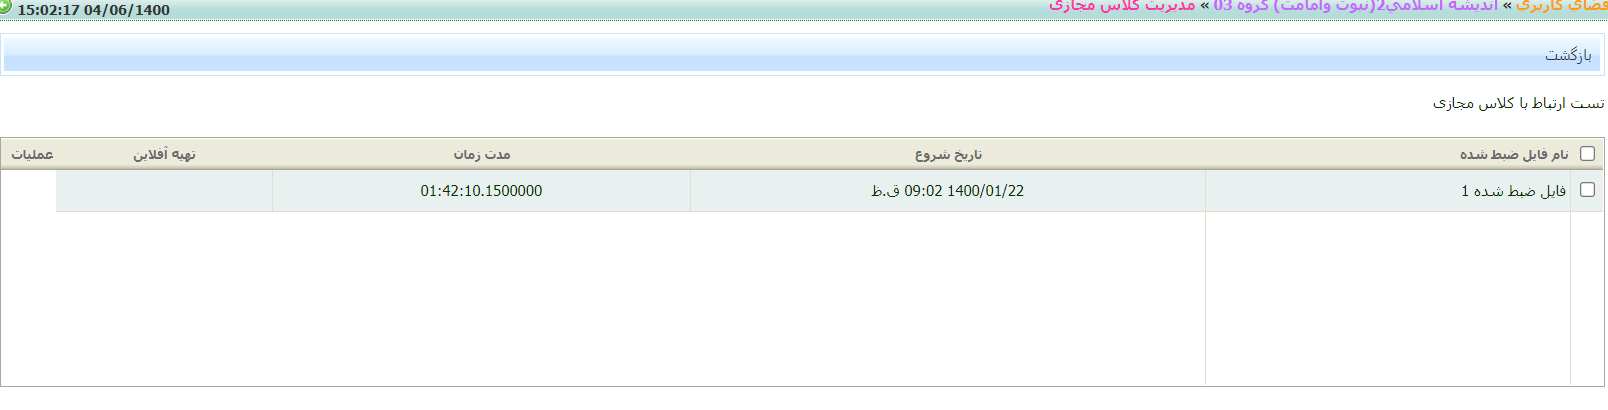 فضای کاربری » انديشه اسلامي2(نبوت وامامت) گروه 03 » مدیریت کلاس مجازی
15:02:17 04/06/1400
بازگشت
تست ارتباط با کلاس مجازی
نام فایل ضبط شده تاریخ شروع مدت زمان تهیه آفلاین عملیات
فایل ضبط شده 1 1400/01/22 09:02 ق.ظ 01:42:10.1500000